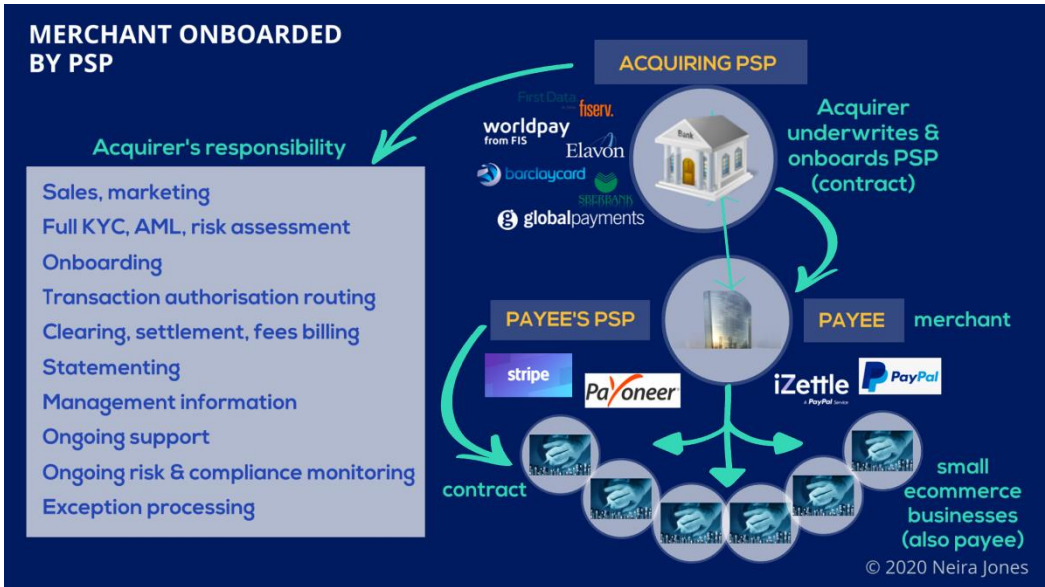 MERCHANT ONBOARDED
BY PSP
ACQUIRING PSP
First Data
fiserv.
worldpay
from FIS
Elavon
barclaycard
SBERBANK
globalpayments
Bank
Acquirer
underwrites &
onboards PSP
(contract)
Acquirer's responsibility
Sales, marketing
Full KYC, AML, risk assessment
Onboarding
Transaction authorisation routing
Clearing, settlement, fees billing
Statementing
Management information
Ongoing support
Ongoing risk & compliance monitoring
Exception processing
PAYEE'S PSP
PAYEE
merchant
stripe
Payoneer
iZettle
A PayPal Service
PayPal
contract
small
ecommerce
businesses
(also payee)
© 2020 Neira Jones